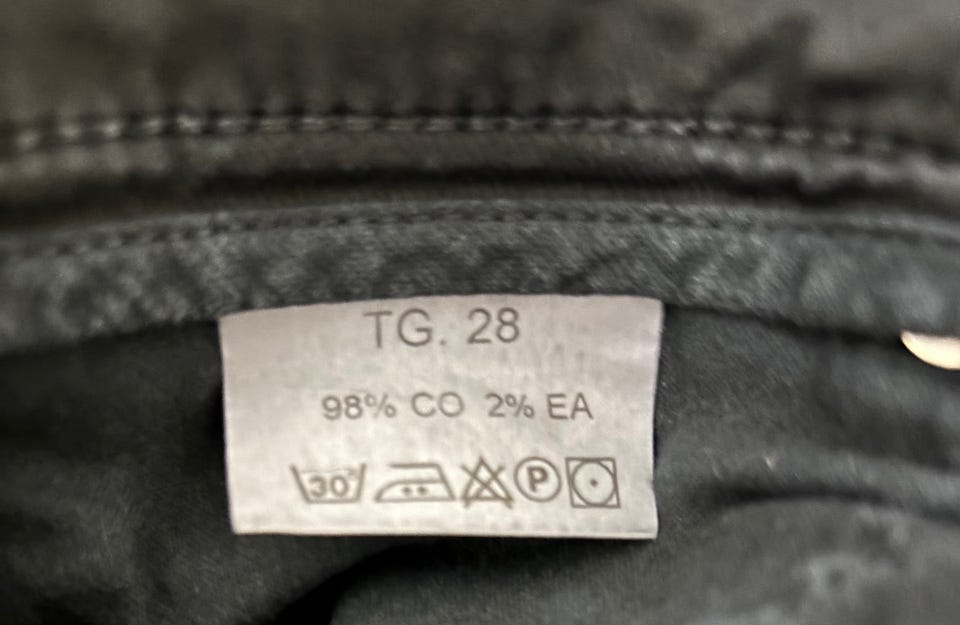 TG. 28
98% CO 2% EA
30° P